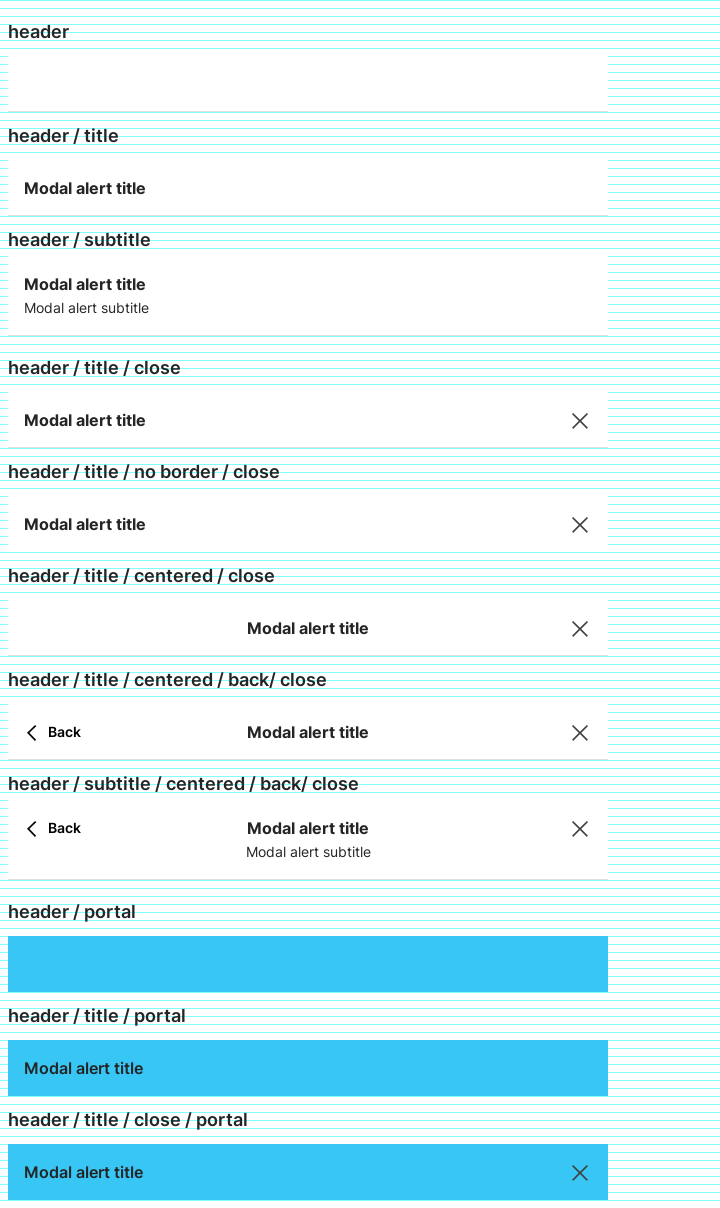 header
header / title
Modal alert title
header / subtitle
Modal alert title
Modal alert subtitle
header / title / close
Modal alert title
header / title / no border / close
Modal alert title
header / title / centered / close
Modal alert title
header / title / centered / back/ close
Back Modal alert title
header / subtitle / centered / back/ close
Back Modal alert title
Modal alert subtitle
header / portal
header / title / portal
Modal alert title
header / title / close / portal
Modal alert title